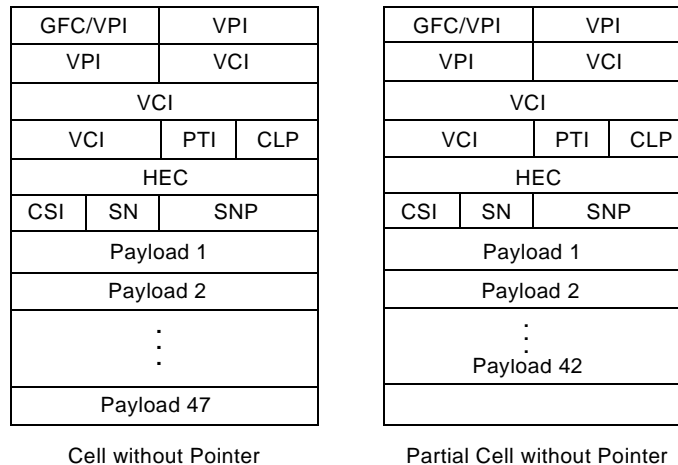 GFC/VPI VPI
VPI VCI
VCI
VCI PTI CLP
HEC
CSI SN SNP
Payload 1
Payload 2
.
.
.
Payload 47
Cell without Pointer
GFC/VPI VPI
VPI VCI
VCI
VCI PTI CLP
HEC
CSI SN SNP
Payload 1
Payload 2
.
.
.
Payload 42
Partial Cell without Pointer